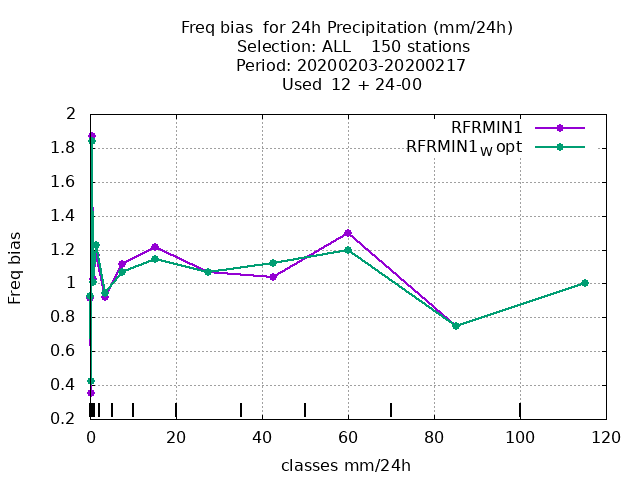 Freq bias  for 24h Precipitation (mm/24h)
Selection: ALL    150 stations
Period: 20200203-20200217
Used  12 + 24-00
RFRMIN1
RFRMIN1W opt
2
1.8
1.6
1.4
1.2
1
0.8
0.6
0.4
0.2
Freq bias
0 20 40 60 80 100 120
classes mm/24h